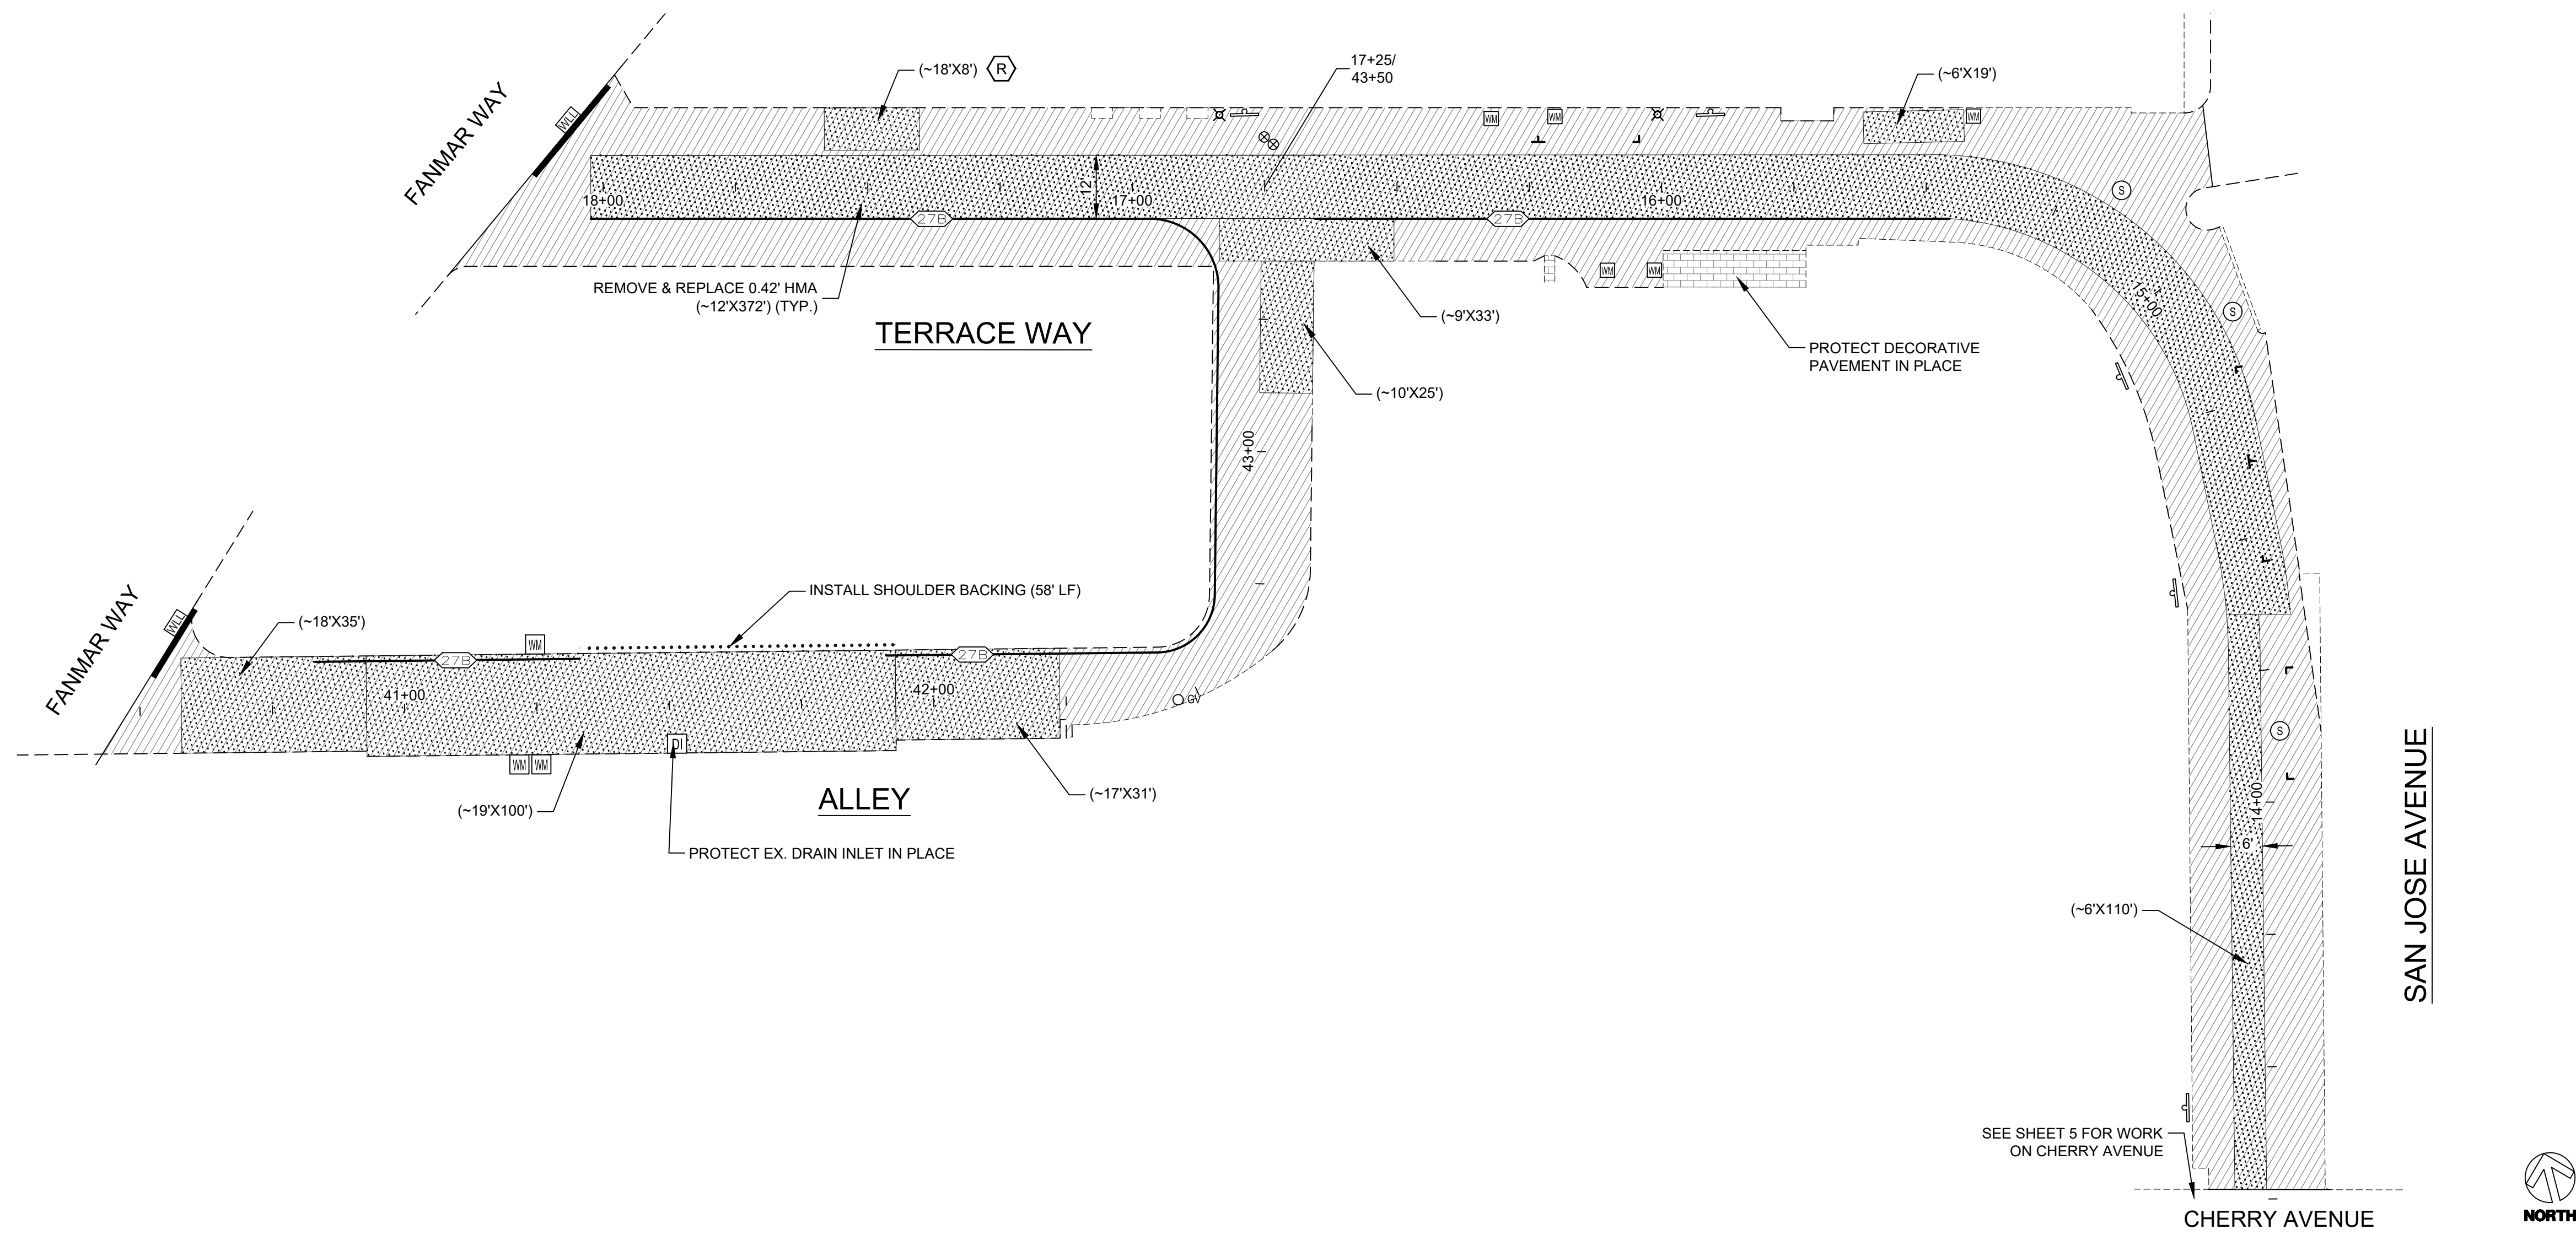 (~18'X8')
R
17+25/
43+50
(~6'X19')
FANMAR WAY
WLL
WM
WM
WM
12'
18+00
17+00
16+00
27B
27B
S
S
15+00
WM
WM
REMOVE & REPLACE 0.42' HMA
(~12'X372') (TYP.)
TERRACE WAY
(~9'X33')
(~10'X25')
PROTECT DECORATIVE
PAVEMENT IN PLACE
43+00
FANMAR WAY
WLL
(~18'X35')
INSTALL SHOULDER BACKING (58' LF)
WM
27B
27B
41+00
42+00
GV
DI
WM
WM
(~19'X100')
ALLEY
(~17'X31')
PROTECT EX. DRAIN INLET IN PLACE
S
14+00
6'
(~6'X110')
SAN JOSE AVENUE
SEE SHEET 5 FOR WORK
ON CHERRY AVENUE
CHERRY AVENUE
NORTH